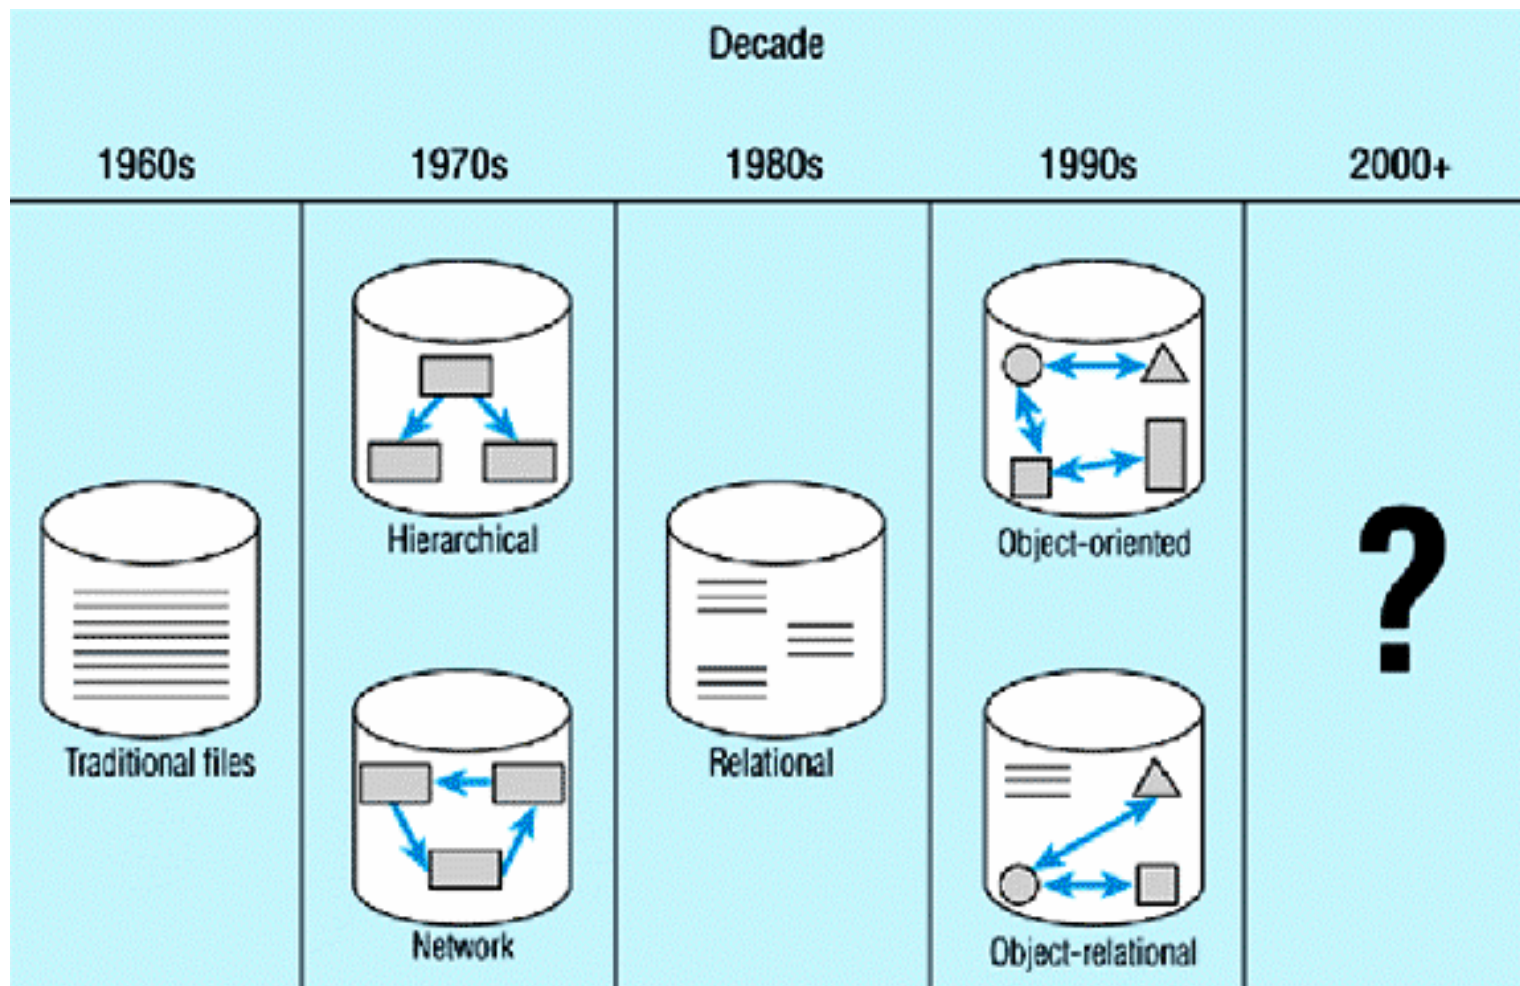 Decade
1960s 1970s 1980s 1990s 2000+
Hierarchical
Object-oriented
?
Traditional files
Relational
Network
Object-relational